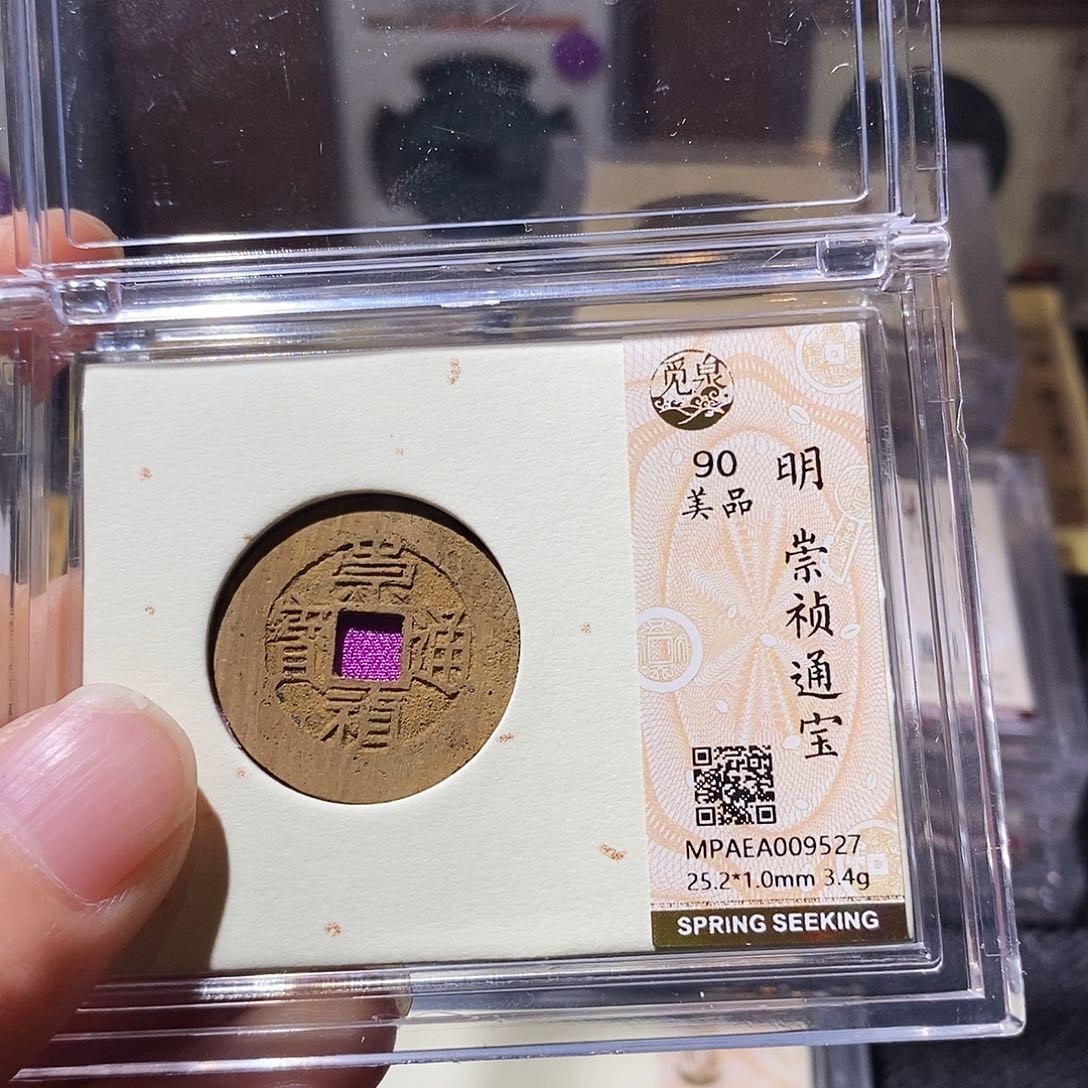 崇禎通寶
觅泉
90
美品
明 崇祯通宝
MPAEA009527
25.2*1.0mm 3.4g
SPRING SEEKING